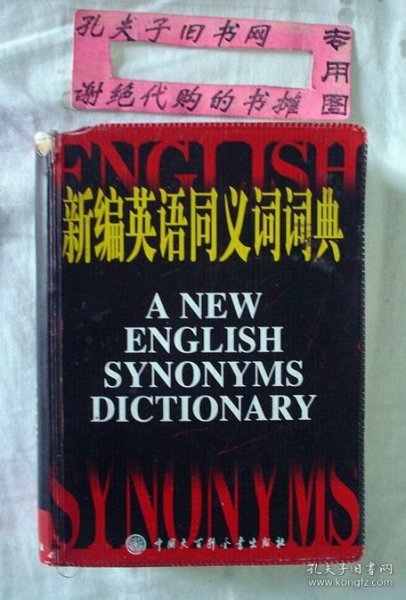 孔夫子旧书网
谢绝代购的书摊
专用图
ENGLISH
新编英语同义词词典
A NEW
ENGLISH
SYNONYMS
DICTIONARY
SYNONYMS
中国大百科全书出版社
孔夫子旧书网
www.kongfz.com